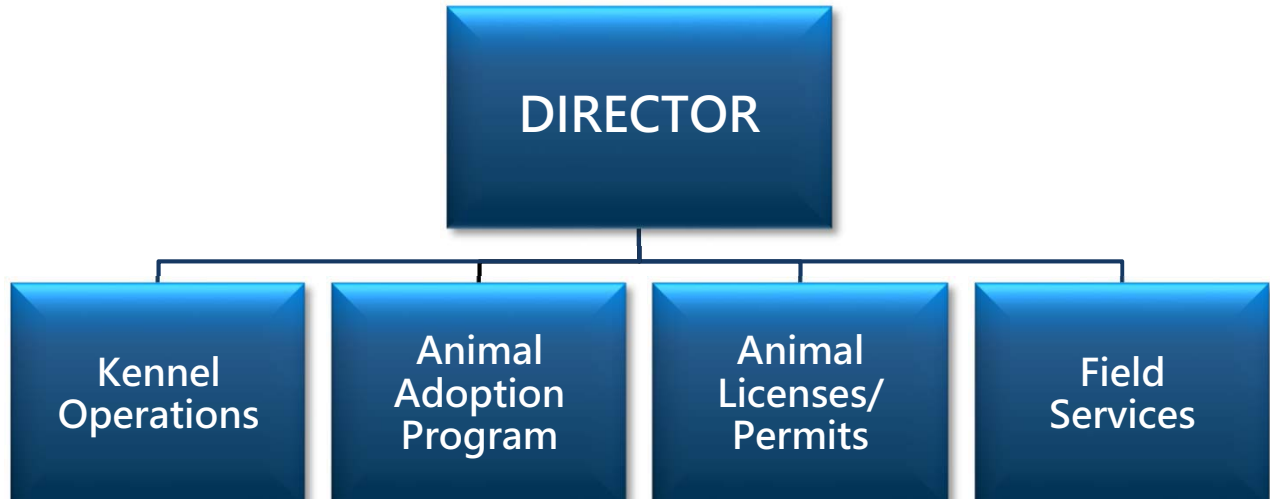 DIRECTOR
Kennel
Operations
Animal
Adoption
Program
Animal
Licenses/
Permits
Field
Services